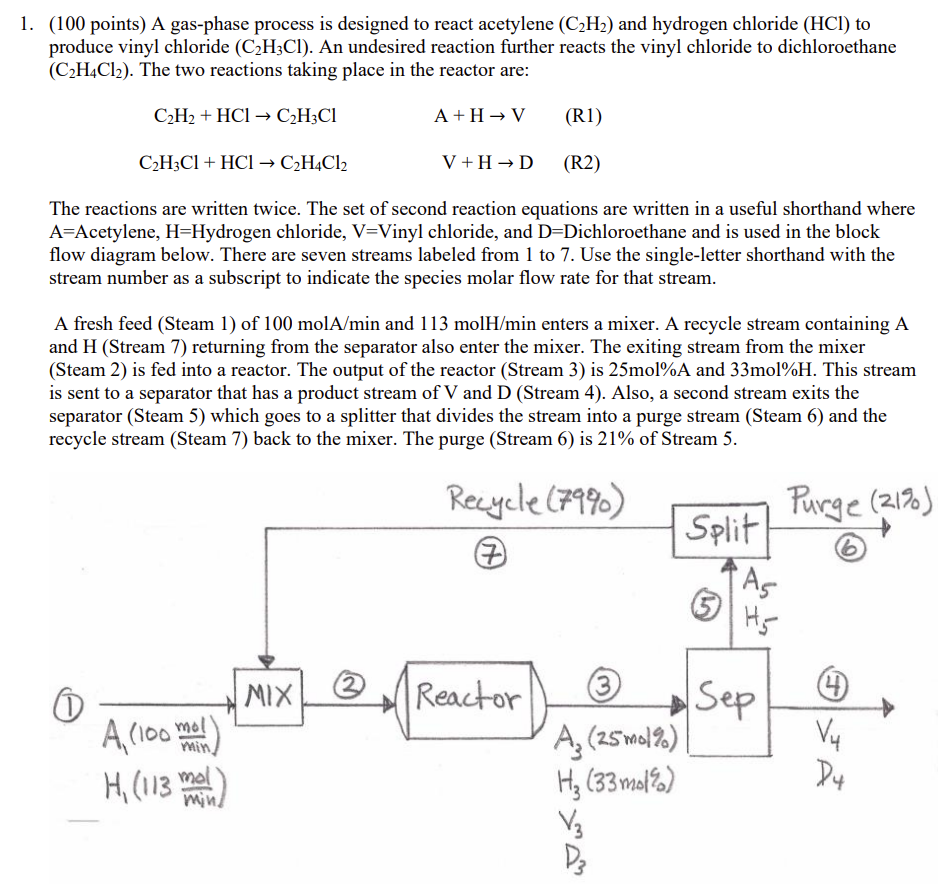 1. (100 points) A gas-phase process is designed to react acetylene (C₂H₂) and hydrogen chloride (HCl) to
produce vinyl chloride (C₂H₃Cl). An undesired reaction further reacts the vinyl chloride to dichloroethane
(C₂H₄Cl₂). The two reactions taking place in the reactor are:
C₂H₂ + HCl → C₂H₃Cl A + H → V (R1)
C₂H₃Cl + HCl → C₂H₄Cl₂ V + H → D (R2)
The reactions are written twice. The set of second reaction equations are written in a useful shorthand where
A=Acetylene, H=Hydrogen chloride, V=Vinyl chloride, and D=Dichloroethane and is used in the block
flow diagram below. There are seven streams labeled from 1 to 7. Use the single-letter shorthand with the
stream number as a subscript to indicate the species molar flow rate for that stream.
A fresh feed (Steam 1) of 100 molA/min and 113 molH/min enters a mixer. A recycle stream containing A
and H (Stream 7) returning from the separator also enter the mixer. The exiting stream from the mixer
(Steam 2) is fed into a reactor. The output of the reactor (Stream 3) is 25mol%A and 33mol%H. This stream
is sent to a separator that has a product stream of V and D (Stream 4). Also, a second stream exits the
separator (Steam 5) which goes to a splitter that divides the stream into a purge stream (Steam 6) and the
recycle stream (Steam 7) back to the mixer. The purge (Stream 6) is 21% of Stream 5.
Recycle (79%)
Purge (21%)
Split
⑦
⑥
A₅
⑤
H₅
MIX
②
Reactor
③
Sep
④
①
A₁ (100 mol/min)
A₃ (25mol%)
V₄
H₁ (113 mol/min)
H₃ (33mol%)
D₄
V₃
D₃